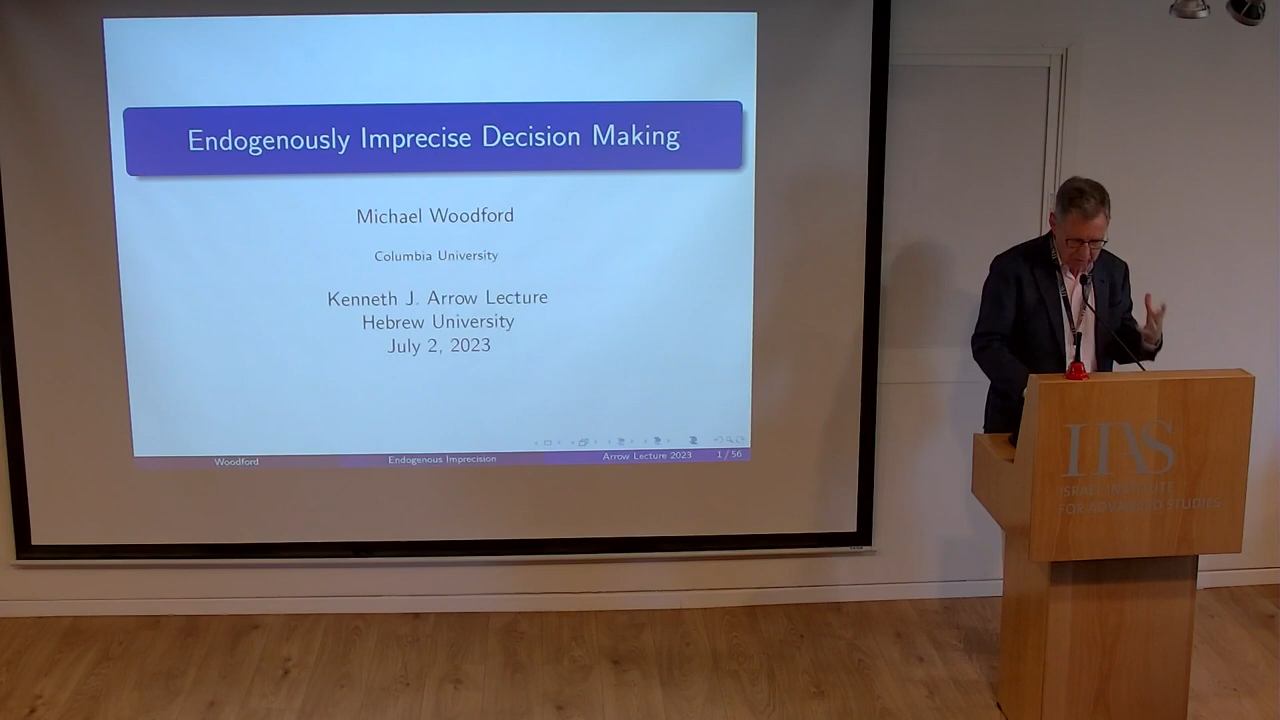 Endogenously Imprecise Decision Making
Michael Woodford
Columbia University
Kenneth J. Arrow Lecture
Hebrew University
July 2, 2023
Woodford
Endogenous Imprecision
Arrow Lecture 2023
1 / 56
IIAS
ISRAEL INSTITUTE
FOR ADVANCED STUDIES